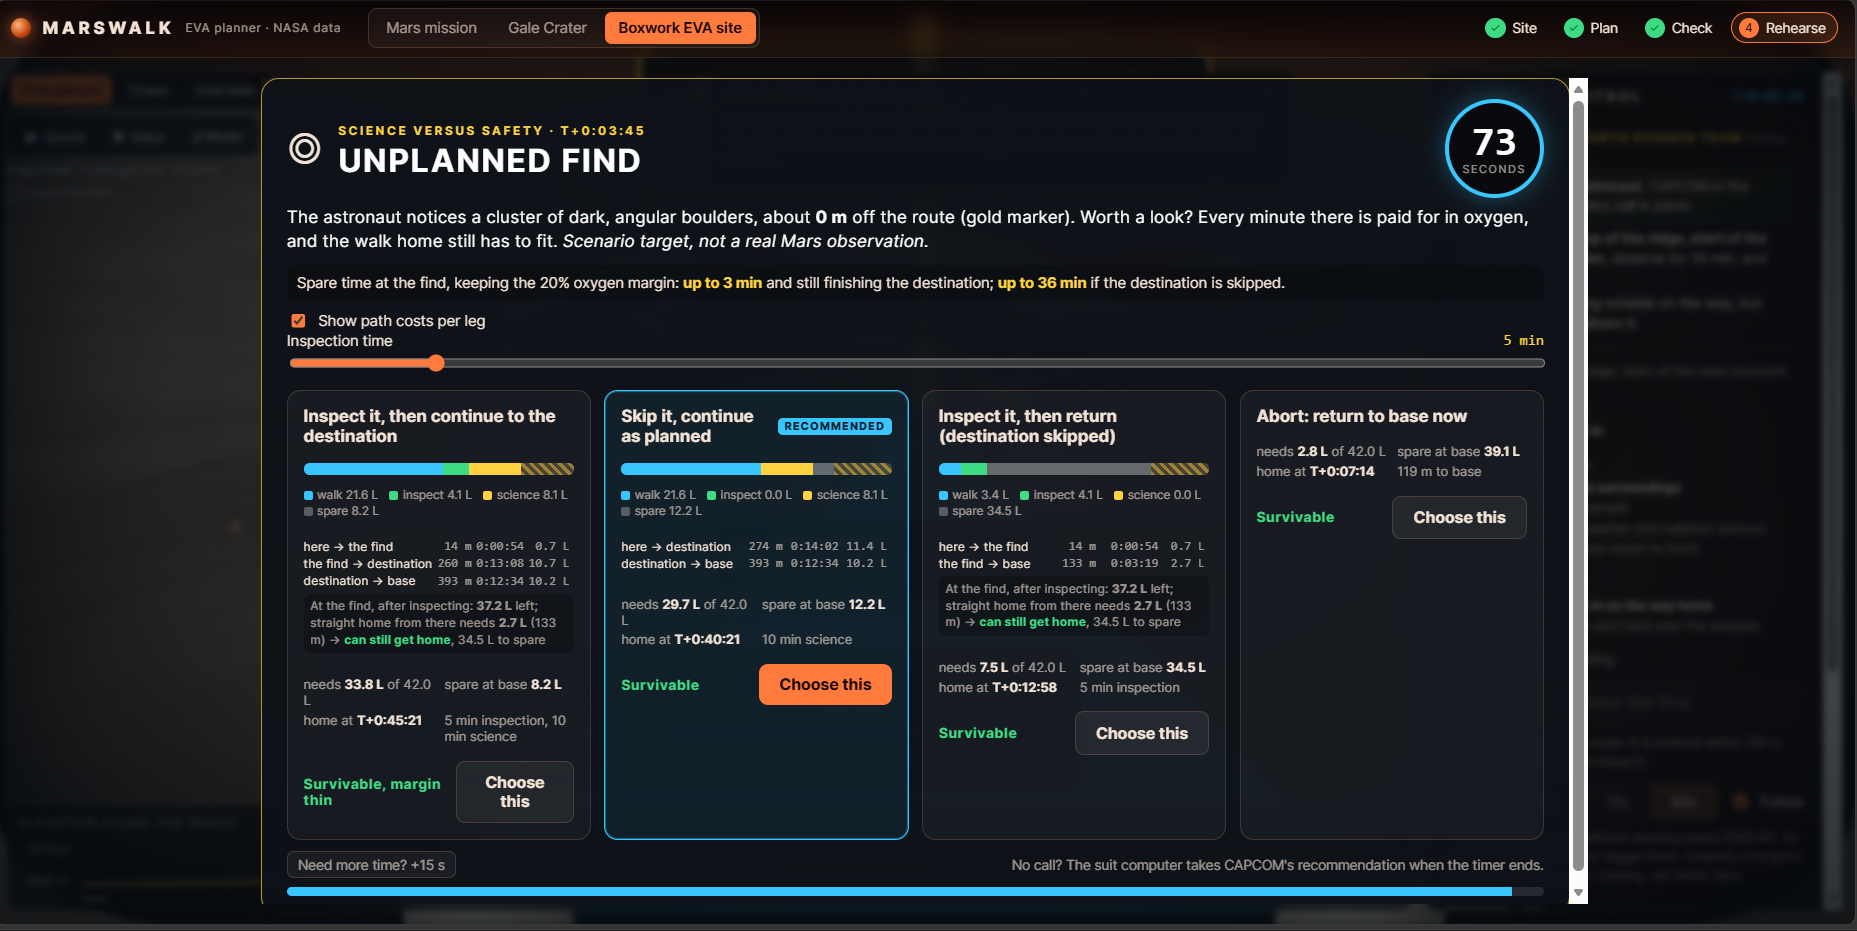 MARSWALK EVA planner · NASA data Mars mission Gale Crater Boxwork EVA site Site Plan Check 4 Rehearse
SCIENCE VERSUS SAFETY · T+0:03:45
UNPLANNED FIND
73
SECONDS
The astronaut notices a cluster of dark, angular boulders, about 0 m off the route (gold marker). Worth a look? Every minute there is paid for in oxygen,
and the walk home still has to fit. Scenario target, not a real Mars observation.
Spare time at the find, keeping the 20% oxygen margin: up to 3 min and still finishing the destination; up to 36 min if the destination is skipped.
Show path costs per leg
Inspection time 5 min
Inspect it, then continue to the
destination
walk 21.6 L inspect 4.1 L science 8.1 L
spare 8.2 L
here → the find 14 m 0:00:54 0.7 L
the find → destination 260 m 0:13:08 10.7 L
destination → base 393 m 0:12:34 10.2 L
At the find, after inspecting: 37.2 L left;
straight home from there needs 2.7 L (133
m) → can still get home, 34.5 L to spare
needs 33.8 L of 42.0 L spare at base 8.2 L
home at T+0:45:21 5 min inspection, 10
min science
Survivable, margin
thin
Choose
this
Skip it, continue
as planned
RECOMMENDED
walk 21.6 L inspect 0.0 L science 8.1 L
spare 12.2 L
here → destination 274 m 0:14:02 11.4 L
destination → base 393 m 0:12:34 10.2 L
needs 29.7 L of 42.0 L spare at base 12.2 L
home at T+0:40:21 10 min science
Survivable Choose this
Inspect it, then return
(destination skipped)
walk 3.4 L inspect 4.1 L science 0.0 L
spare 34.5 L
here → the find 14 m 0:00:54 0.7 L
the find → base 133 m 0:03:19 2.7 L
At the find, after inspecting: 37.2 L left;
straight home from there needs 2.7 L (133
m) → can still get home, 34.5 L to spare
needs 7.5 L of 42.0 L spare at base 34.5 L
home at T+0:12:58 5 min inspection
Survivable Choose this
Abort: return to base now
needs 2.8 L of 42.0 L spare at base 39.1 L
home at T+0:07:14 119 m to base
Survivable Choose this
Need more time? +15 s No call? The suit computer takes CAPCOM's recommendation when the timer ends.